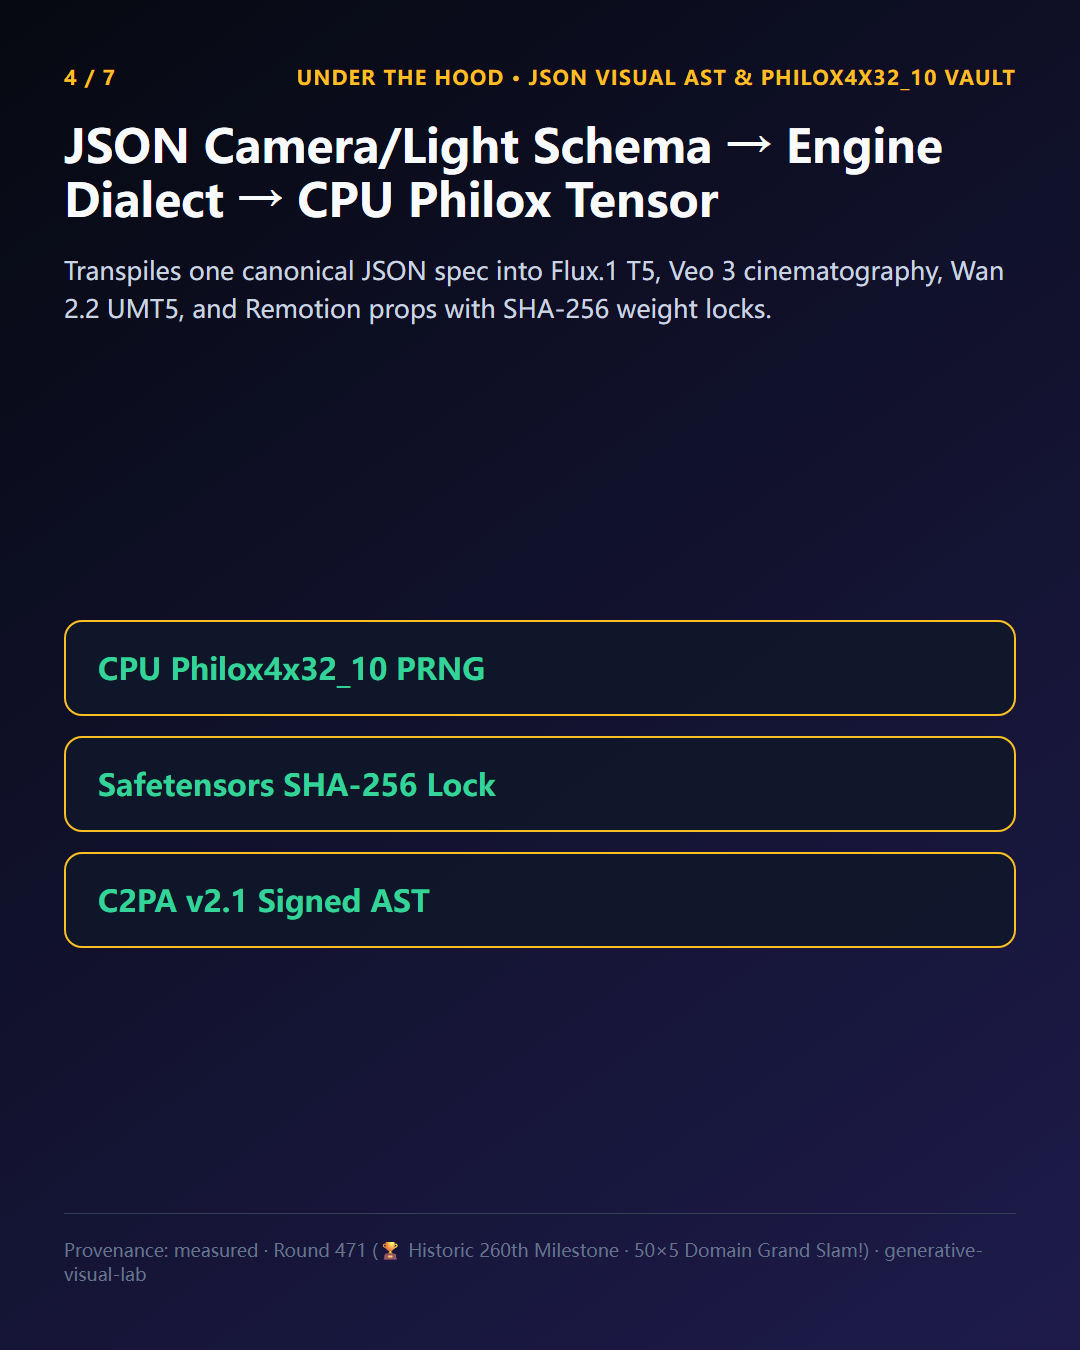 4 / 7
UNDER THE HOOD • JSON VISUAL AST & PHILOX4X32_10 VAULT
JSON Camera/Light Schema → Engine
Dialect → CPU Philox Tensor
Transpiles one canonical JSON spec into Flux.1 T5, Veo 3 cinematography, Wan
2.2 UMT5, and Remotion props with SHA-256 weight locks.
CPU Philox4x32_10 PRNG
Safetensors SHA-256 Lock
C2PA v2.1 Signed AST
Provenance: measured · Round 471 (🏆 Historic 260th Milestone · 50×5 Domain Grand Slam!) · generative-
visual-lab